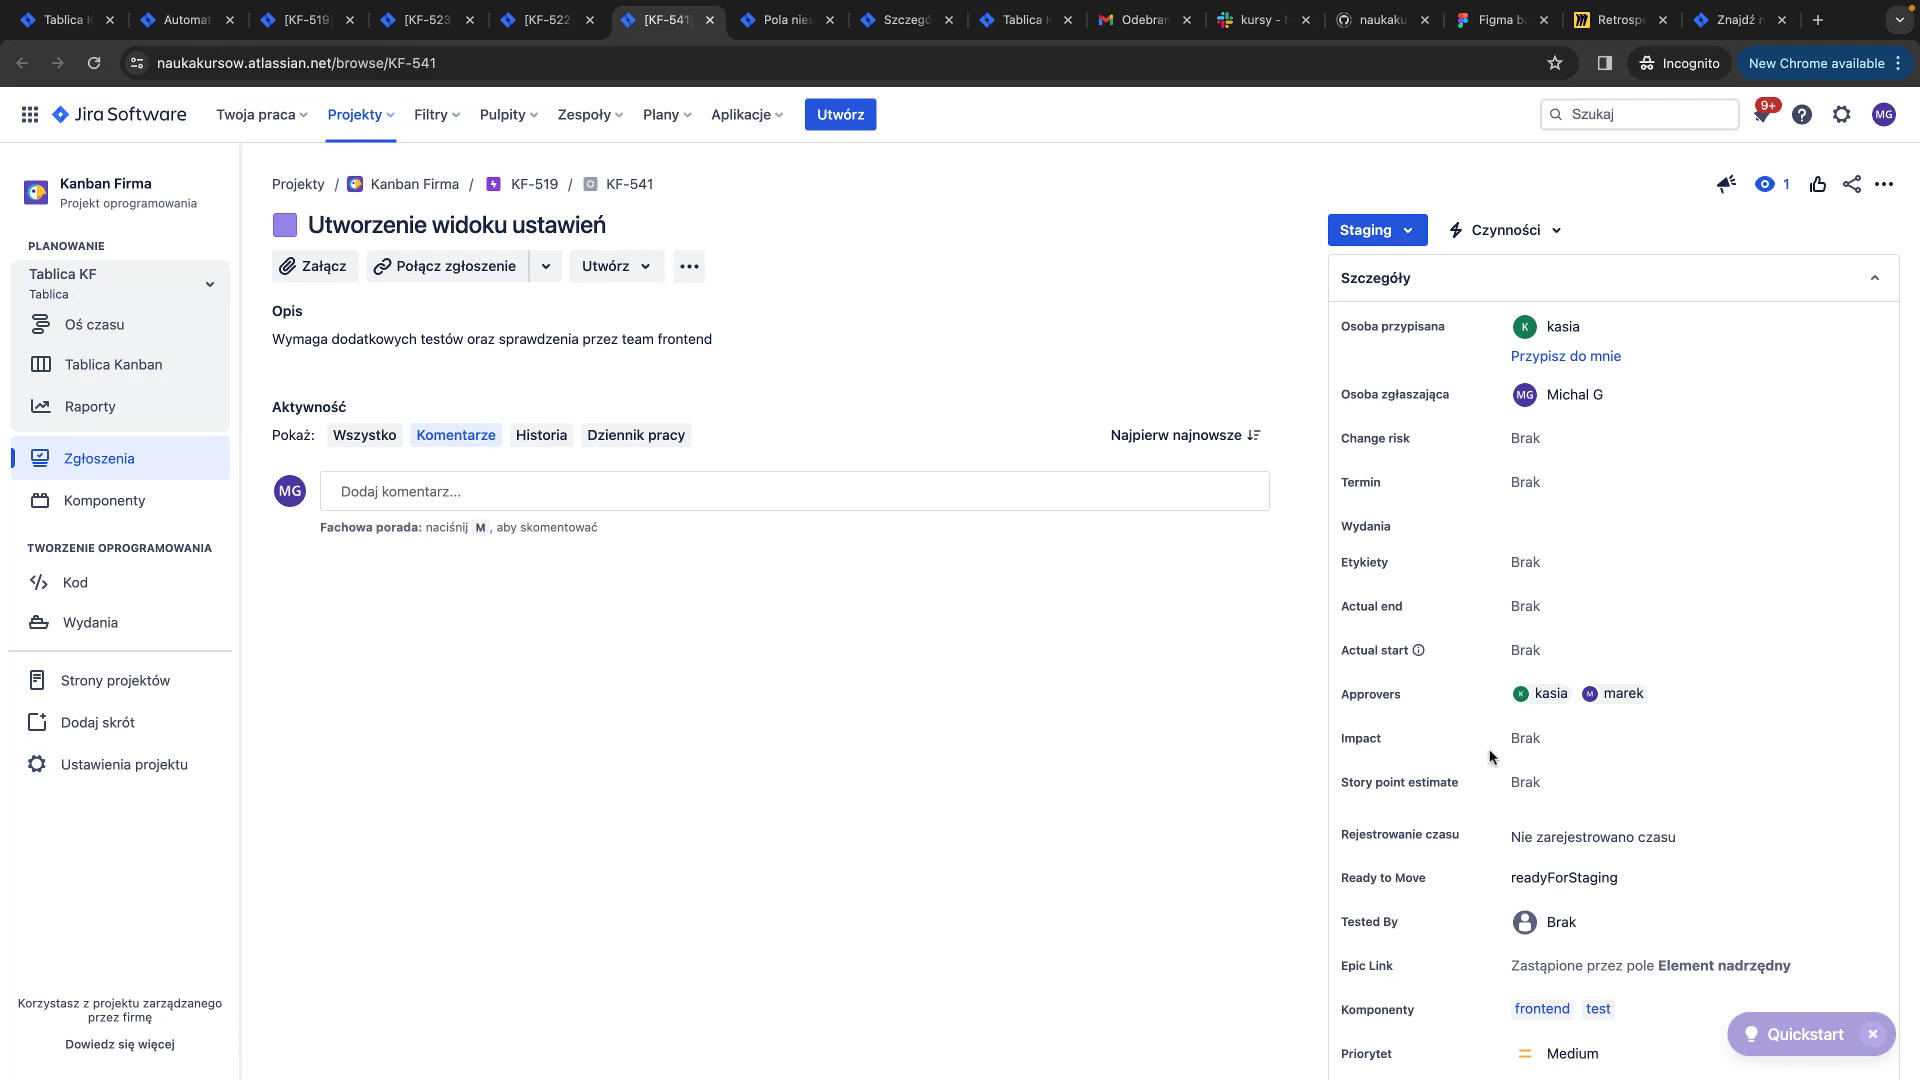 Tablica K
Automat
[KF-519]
[KF-523
[KF-522
[KF-541]
Pola nies
Szczegó
Tablica K
Odebran
kursy - N
naukaku
Figma b
Retrospe
Znajdź n
naukakursow.atlassian.net/browse/KF-541
Incognito
New Chrome available
Jira Software
Twoja praca
Projekty
Filtry
Pulpity
Zespoły
Plany
Aplikacje
Utwórz
Szukaj
9+
MG
Kanban Firma
Projekt oprogramowania
PLANOWANIE
Tablica KF
Tablica
Oś czasu
Tablica Kanban
Raporty
Zgłoszenia
Komponenty
TWORZENIE OPROGRAMOWANIA
Kod
Wydania
Strony projektów
Dodaj skrót
Ustawienia projektu
Korzystasz z projektu zarządzanego
przez firmę
Dowiedz się więcej
Projekty / Kanban Firma / KF-519 / KF-541
Utworzenie widoku ustawień
Załącz
Połącz zgłoszenie
Utwórz
Opis
Wymaga dodatkowych testów oraz sprawdzenia przez team frontend
Aktywność
Pokaż: Wszystko Komentarze Historia Dziennik pracy
Najpierw najnowsze
MG
Dodaj komentarz...
Fachowa porada: naciśnij M , aby skomentować
1
Staging
Czynności
Szczegóły
Osoba przypisana
K kasia
Przypisz do mnie
Osoba zgłaszająca
MG Michal G
Change risk
Brak
Termin
Brak
Wydania
Etykiety
Brak
Actual end
Brak
Actual start
Brak
Approvers
K kasia M marek
Impact
Brak
Story point estimate
Brak
Rejestrowanie czasu
Nie zarejestrowano czasu
Ready to Move
readyForStaging
Tested By
Brak
Epic Link
Zastąpione przez pole Element nadrzędny
Komponenty
frontend test
Priorytet
Medium
Quickstart